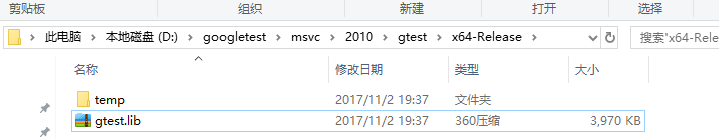 剪贴板 组织 新建 打开 选择
此电脑 本地磁盘 (D:) googletest msvc 2010 gtest x64-Release 搜索"x64-Rele
名称 修改日期 类型 大小
temp 2017/11/2 19:37 文件夹
gtest.lib 2017/11/2 19:37 360压缩 3,970 KB